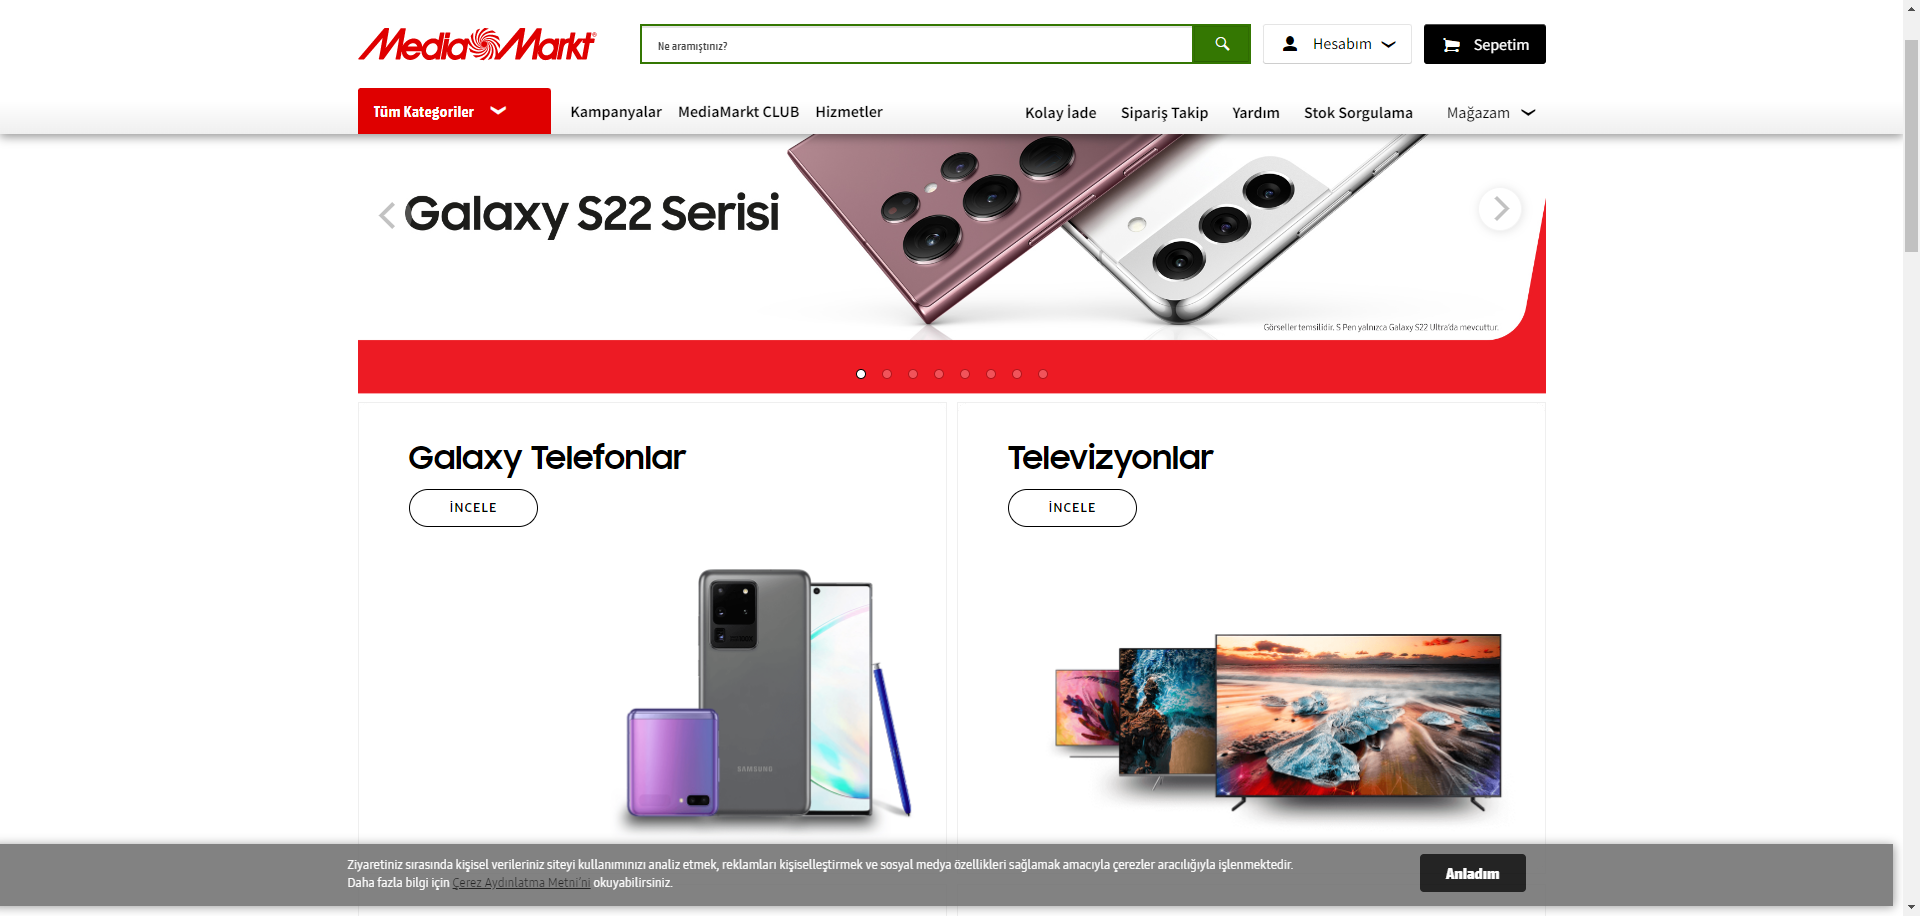 MediaMarkt
Ne aramıştınız?
Hesabım
Sepetim
Tüm Kategoriler
Kampanyalar
MediaMarkt CLUB
Hizmetler
Kolay İade
Sipariş Takip
Yardım
Stok Sorgulama
Mağazam
Galaxy S22 Serisi
Görseller temsilidir. S Pen yalnızca Galaxy S22 Ultra'da mevcuttur.
Galaxy Telefonlar
İNCELE
Televizyonlar
İNCELE
SAMSUNG
Ziyaretiniz sırasında kişisel verileriniz siteyi kullanımınızı analiz etmek, reklamları kişiselleştirmek ve sosyal medya özellikleri sağlamak amacıyla çerezler aracılığıyla işlenmektedir.
Daha fazla bilgi için Çerez Aydınlatma Metni'ni okuyabilirsiniz.
Anladım